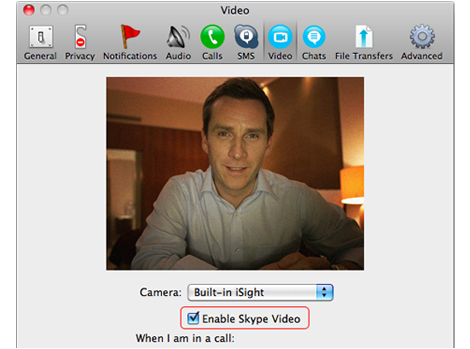 Video
General Privacy Notifications Audio Calls SMS Video Chats File Transfers Advanced
Camera: Built-in iSight
Enable Skype Video
When I am in a call: